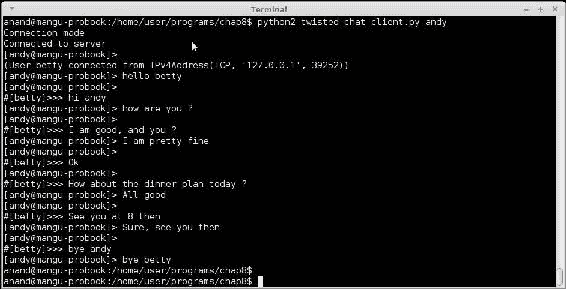 Terminal
anand@mangu-probook:/home/user/programs/chap8$ python2 twisted_chat_client.py andy
Connection made
Connected to server
[andy@mangu-probook]>
(User betty connected from IPv4Address(TCP, '127.0.0.1', 39252))
[andy@mangu-probook]> hello betty
[andy@mangu-probook]>
#[betty]>>> hi andy
[andy@mangu-probook]> how are you ?
[andy@mangu-probook]>
#[betty]>>> I am good, and you ?
[andy@mangu-probook]> I am pretty fine
[andy@mangu-probook]>
#[betty]>>> Ok
[andy@mangu-probook]>
#[betty]>>> How about the dinner plan today ?
[andy@mangu-probook]> All good
[andy@mangu-probook]>
#[betty]>>> See you at 8 then
[andy@mangu-probook]> Sure, see you then
[andy@mangu-probook]>
#[betty]>>> bye andy
[andy@mangu-probook]> bye betty
anand@mangu-probook:/home/user/programs/chap8$
anand@mangu-probook:/home/user/programs/chap8$